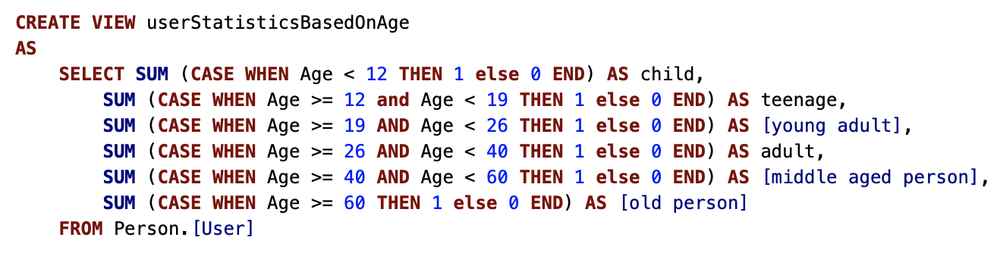 CREATE VIEW userStatisticsBasedOnAge
AS
    SELECT SUM (CASE WHEN Age < 12 THEN 1 else 0 END) AS child,
        SUM (CASE WHEN Age >= 12 and Age < 19 THEN 1 else 0 END) AS teenage,
        SUM (CASE WHEN Age >= 19 AND Age < 26 THEN 1 else 0 END) AS [young adult],
        SUM (CASE WHEN Age >= 26 AND Age < 40 THEN 1 else 0 END) AS adult,
        SUM (CASE WHEN Age >= 40 AND Age < 60 THEN 1 else 0 END) AS [middle aged person],
        SUM (CASE WHEN Age >= 60 THEN 1 else 0 END) AS [old person]
    FROM Person.[User]